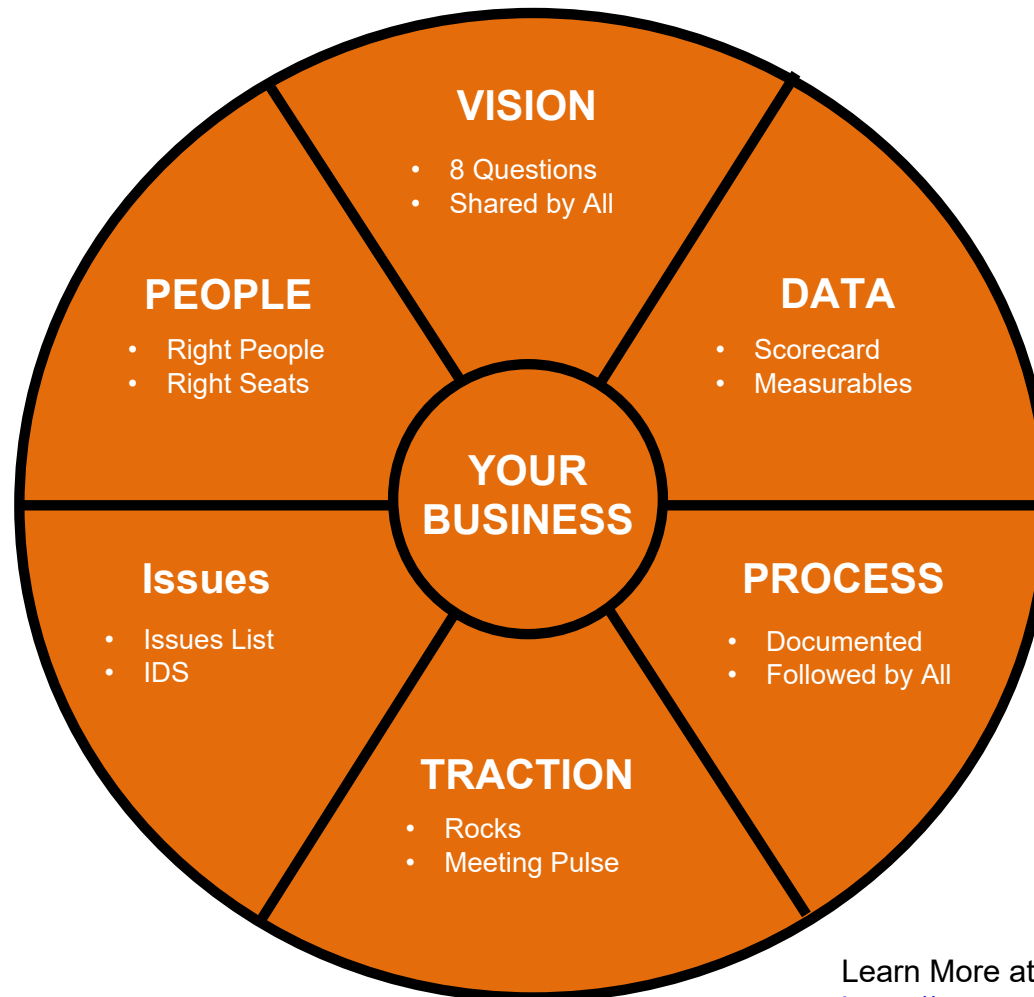 VISION
• 8 Questions
• Shared by All
PEOPLE
• Right People
• Right Seats
DATA
• Scorecard
• Measurables
YOUR
BUSINESS
Issues
• Issues List
• IDS
PROCESS
• Documented
• Followed by All
TRACTION
• Rocks
• Meeting Pulse
Learn More at